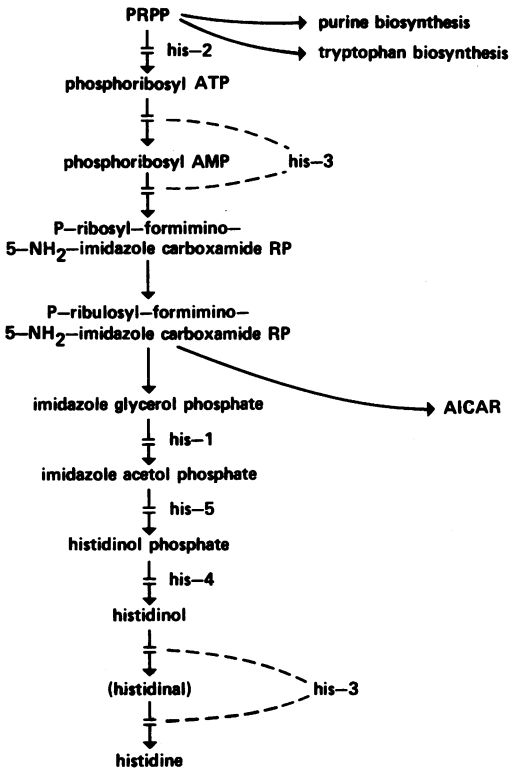 PRPP
purine biosynthesis
tryptophan biosynthesis
his–2
phosphoribosyl ATP
phosphoribosyl AMP
his–3
P–ribosyl–formimino–
5–NH2–imidazole carboxamide RP
P–ribulosyl–formimino–
5–NH2–imidazole carboxamide RP
imidazole glycerol phosphate
AICAR
his–1
imidazole acetol phosphate
his–5
histidinol phosphate
his–4
histidinol
(histidinal)
his–3
histidine